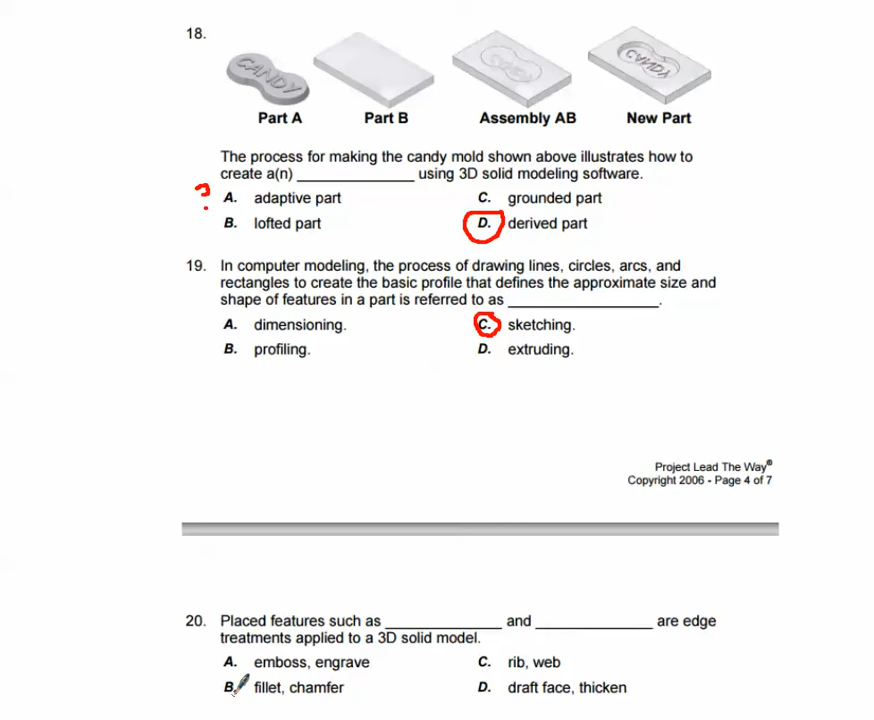 18.
CANDY
CANDY
Part A Part B Assembly AB New Part
The process for making the candy mold shown above illustrates how to
create a(n) ______________ using 3D solid modeling software.
? A. adaptive part C. grounded part
B. lofted part D. derived part
19. In computer modeling, the process of drawing lines, circles, arcs, and
rectangles to create the basic profile that defines the approximate size and
shape of features in a part is referred to as __________________.
A. dimensioning. C. sketching.
B. profiling. D. extruding.
Project Lead The Way®
Copyright 2006 - Page 4 of 7
20. Placed features such as ______________ and ______________ are edge
treatments applied to a 3D solid model.
A. emboss, engrave C. rib, web
B. fillet, chamfer D. draft face, thicken